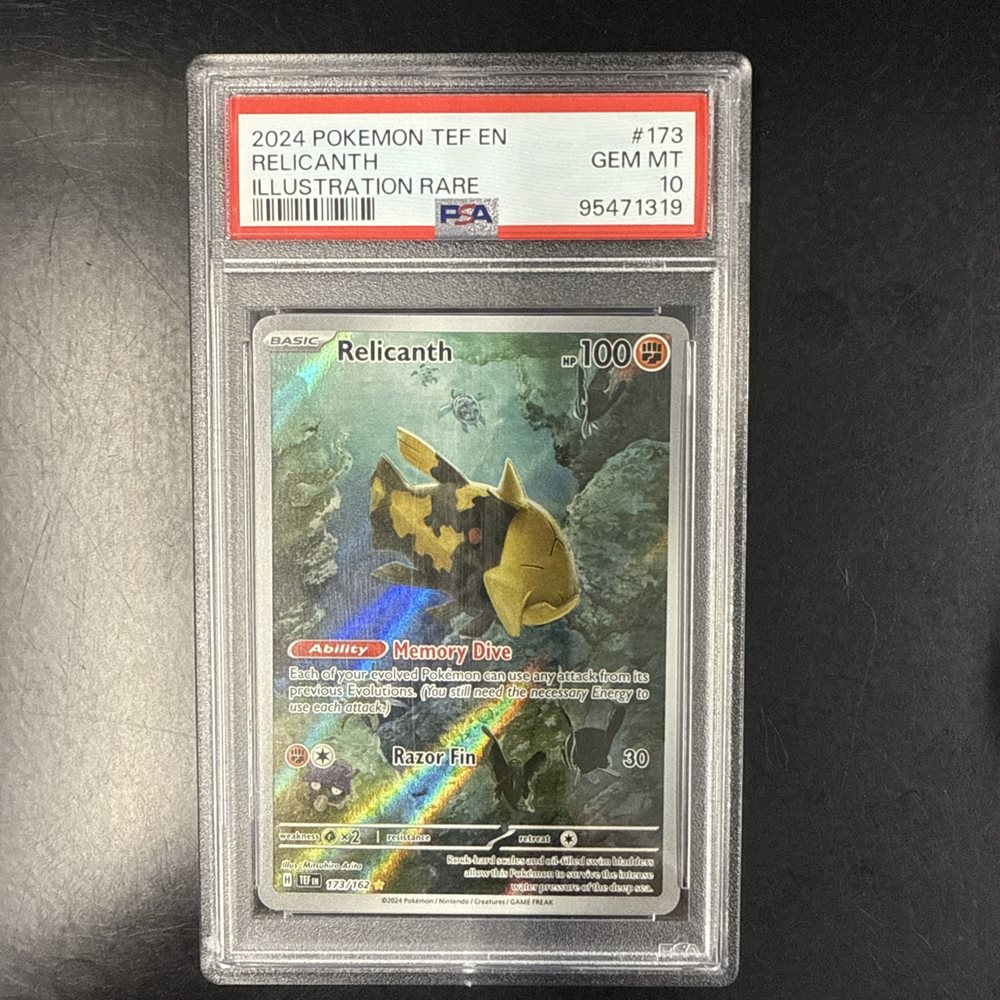 2024 POKEMON TEF EN #173
RELICANTH GEM MT
ILLUSTRATION RARE 10
PSA 95471319
BASIC Relicanth HP 100
Ability Memory Dive
Each of your evolved Pokémon can use any attack from its
previous Evolutions. (You still need the necessary Energy to
use each attack.)
Razor Fin 30
weakness ×2 resistance retreat
Illus. Mitsuhiro Arita
Rock-hard scales and oil-filled swim bladders
allow this Pokémon to survive the intense
water pressure of the deep sea.
H TEF EN 173/162
©2024 Pokémon / Nintendo / Creatures / GAME FREAK
PSA